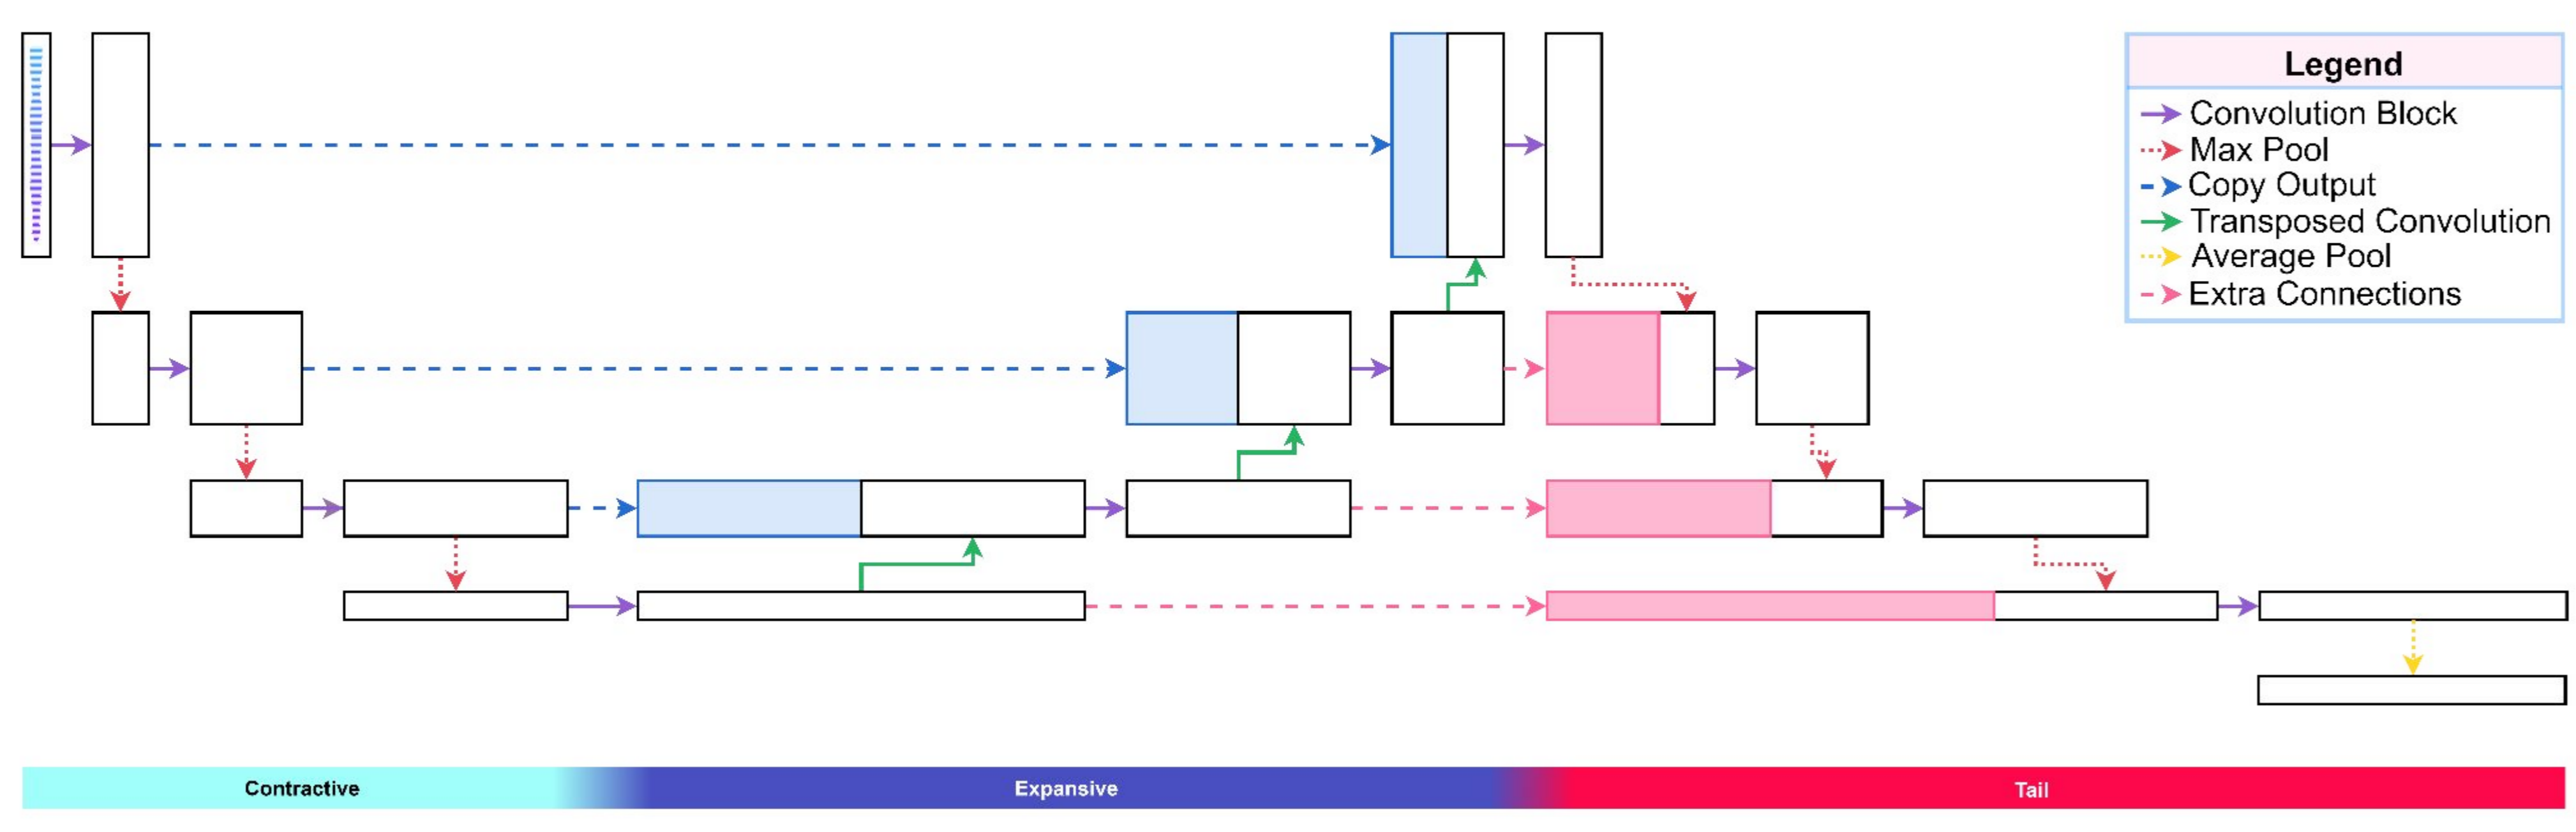 Legend
Convolution Block
Max Pool
Copy Output
Transposed Convolution
Average Pool
Extra Connections
Contractive
Expansive
Tail